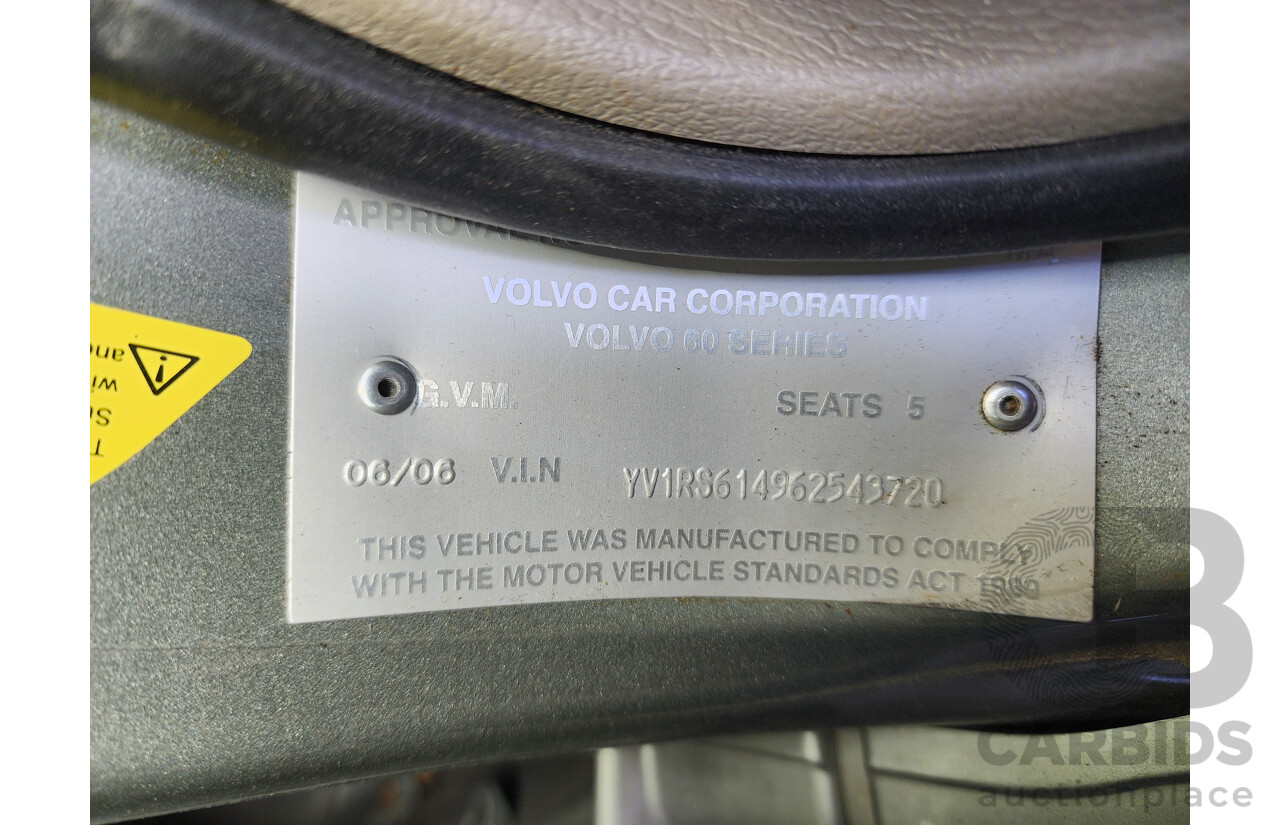 APPROVAL
VOLVO CAR CORPORATION
VOLVO 60 SERIES
G.V.M. SEATS 5
06/06 V.I.N YV1RS614962543720
THIS VEHICLE WAS MANUFACTURED TO COMPLY
WITH THE MOTOR VEHICLE STANDARDS ACT
CARBIDS
auctionplace